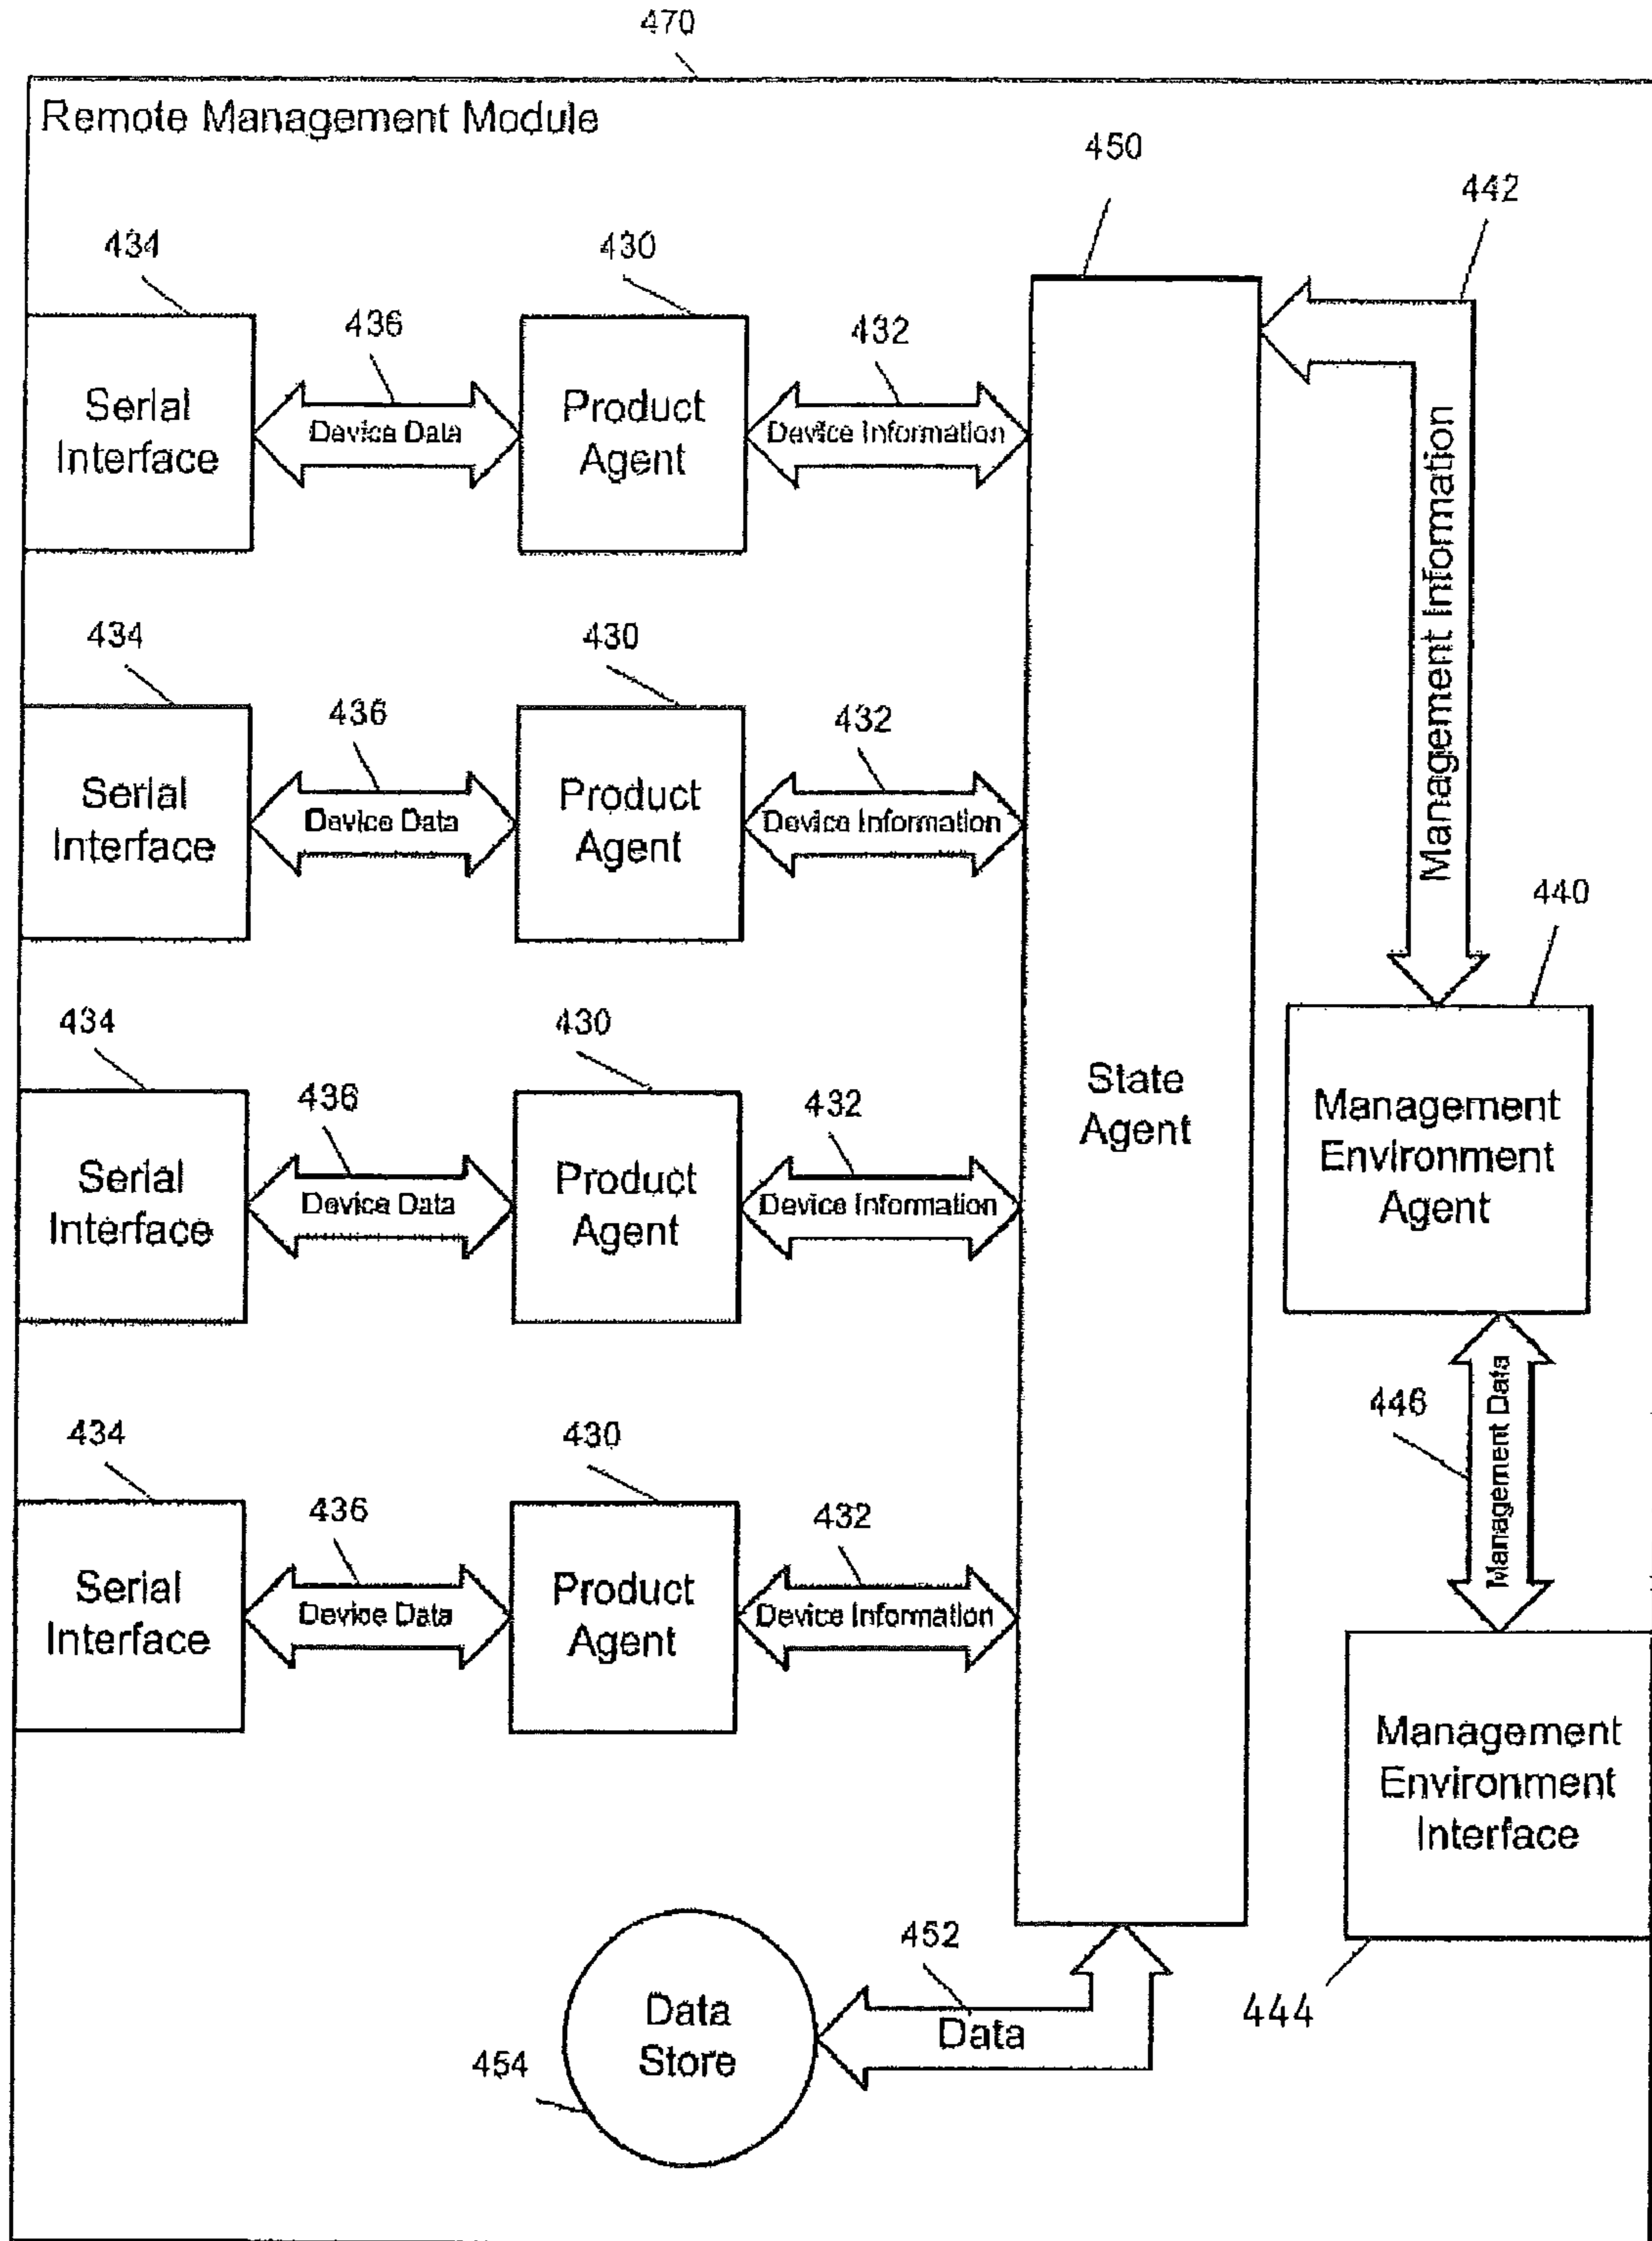 470
Remote Management Module
450
442
434
430
436
432
Serial
Interface
Device Data
Product
Agent
Device Information
Management Information
434
430
436
432
Serial
Interface
Device Data
Product
Agent
Device Information
440
434
430
436
432
Serial
Interface
Device Data
Product
Agent
Device Information
State
Agent
Management
Environment
Agent
446
Management Data
434
430
436
432
Serial
Interface
Device Data
Product
Agent
Device Information
Management
Environment
Interface
444
452
Data
Data
Store
454